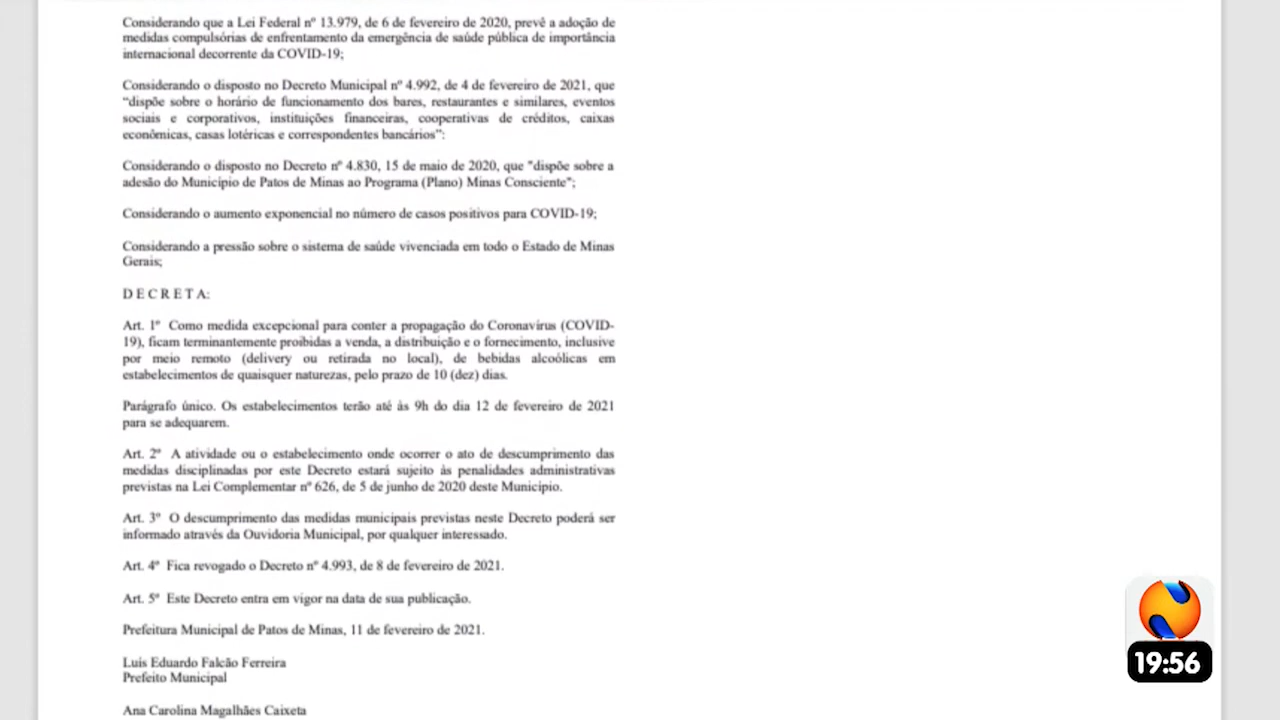 Considerando que a Lei Federal nº 13.979, de 6 de fevereiro de 2020, prevê a adoção de
medidas compulsórias de enfrentamento da emergência de saúde pública de importância
internacional decorrente da COVID-19;
Considerando o disposto no Decreto Municipal nº 4.992, de 4 de fevereiro de 2021, que
"dispõe sobre o horário de funcionamento dos bares, restaurantes e similares, eventos
sociais e corporativos, instituições financeiras, cooperativas de créditos, caixas
econômicas, casas lotéricas e correspondentes bancários":
Considerando o disposto no Decreto nº 4.830, 15 de maio de 2020, que "dispõe sobre a
adesão do Município de Patos de Minas ao Programa (Plano) Minas Consciente";
Considerando o aumento exponencial no número de casos positivos para COVID-19;
Considerando a pressão sobre o sistema de saúde vivenciada em todo o Estado de Minas
Gerais;
D E C R E T A:
Art. 1º Como medida excepcional para conter a propagação do Coronavírus (COVID-
19), ficam terminantemente proibidas a venda, a distribuição e o fornecimento, inclusive
por meio remoto (delivery ou retirada no local), de bebidas alcoólicas em
estabelecimentos de quaisquer naturezas, pelo prazo de 10 (dez) dias.
Parágrafo único. Os estabelecimentos terão até às 9h do dia 12 de fevereiro de 2021
para se adequarem.
Art. 2º A atividade ou o estabelecimento onde ocorrer o ato de descumprimento das
medidas disciplinadas por este Decreto estará sujeito às penalidades administrativas
previstas na Lei Complementar nº 626, de 5 de junho de 2020 deste Município.
Art. 3º O descumprimento das medidas municipais previstas neste Decreto poderá ser
informado através da Ouvidoria Municipal, por qualquer interessado.
Art. 4º Fica revogado o Decreto nº 4.993, de 8 de fevereiro de 2021.
Art. 5º Este Decreto entra em vigor na data de sua publicação.
Prefeitura Municipal de Patos de Minas, 11 de fevereiro de 2021.
Luís Eduardo Falcão Ferreira
Prefeito Municipal
Ana Carolina Magalhães Caixeta
19:56